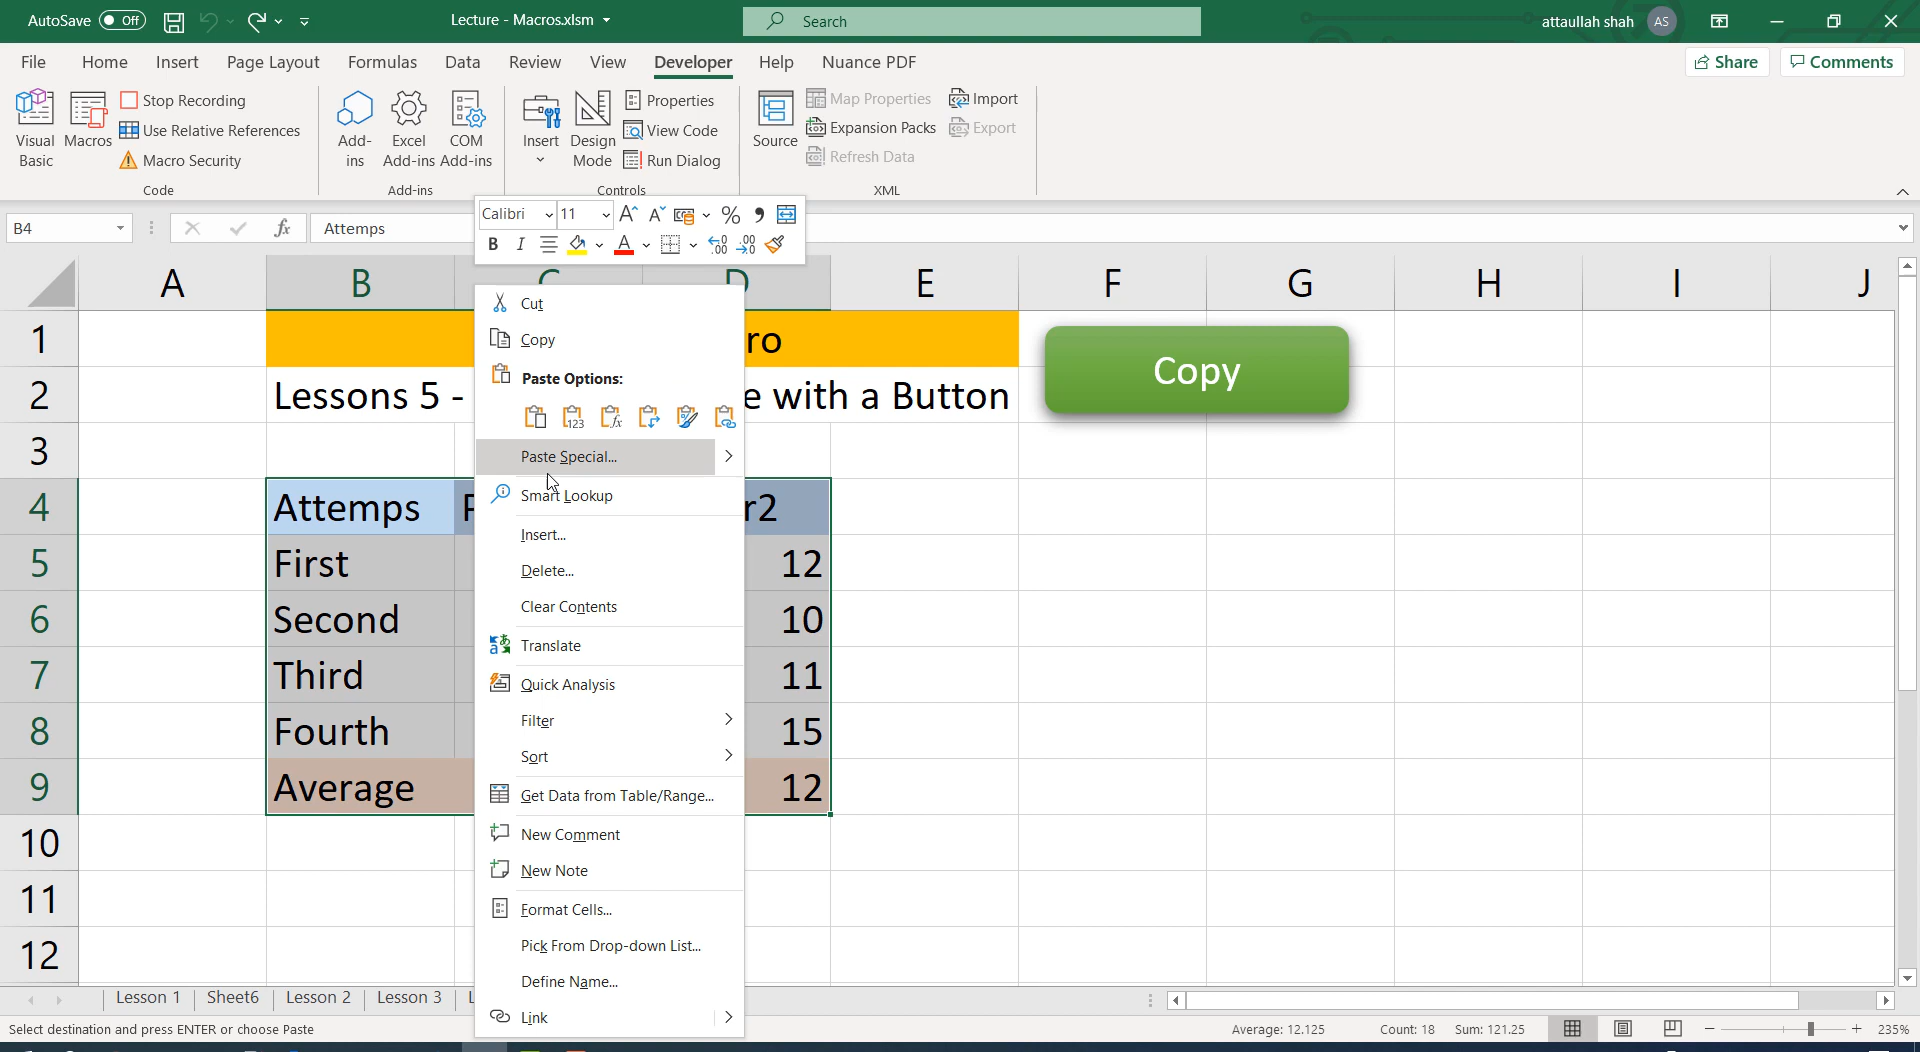 AutoSave Off Lecture - Macros.xlsm Search attaullah shah AS
File Home Insert Page Layout Formulas Data Review View Developer Help Nuance PDF Share Comments
Visual Basic
Macros
Stop Recording
Use Relative References
Macro Security
Code
Add-ins
Excel Add-ins
COM Add-ins
Add-ins
Insert
Design Mode
Properties
View Code
Run Dialog
Controls
Source
Map Properties
Expansion Packs
Refresh Data
Import
Export
XML
Calibri 11
B I A
B4 fx Attemps
A B C D E F G H I J
1 ro
2 Lessons 5 - e with a Button
3
4 Attemps r2
5 First 12
6 Second 10
7 Third 11
8 Fourth 15
9 Average 12
10
11
12
Copy
Cut
Copy
Paste Options:
Paste Special...
Smart Lookup
Insert...
Delete...
Clear Contents
Translate
Quick Analysis
Filter
Sort
Get Data from Table/Range...
New Comment
New Note
Format Cells...
Pick From Drop-down List...
Define Name...
Link
Lesson 1 Sheet6 Lesson 2 Lesson 3
Select destination and press ENTER or choose Paste Average: 12.125 Count: 18 Sum: 121.25 235%